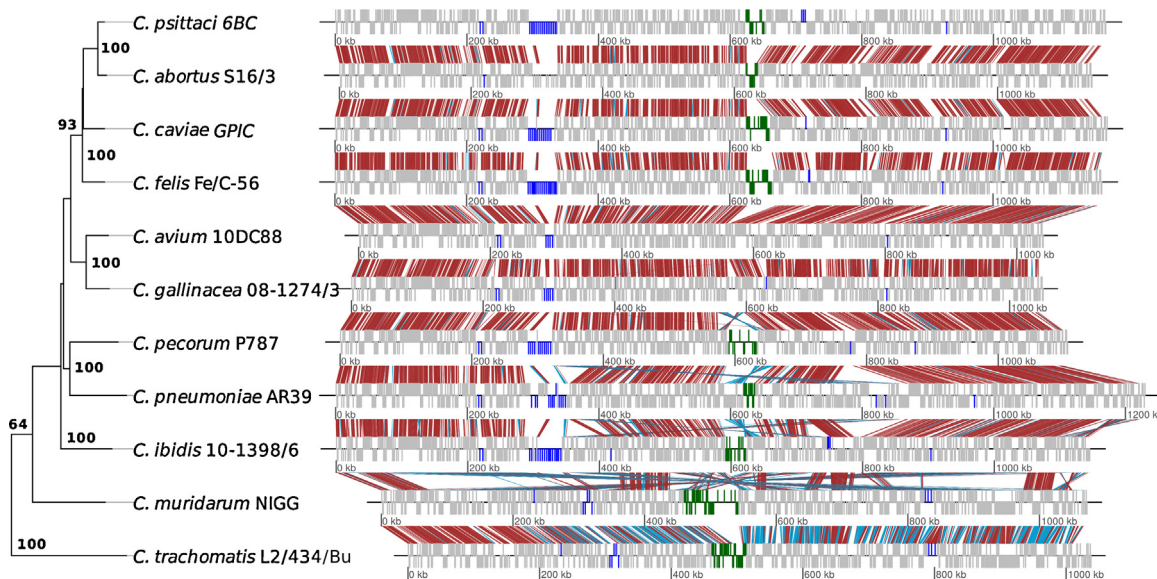 C. psittaci 6BC
0 kb 200 kb 400 kb 600 kb 800 kb 1000 kb
100
C. abortus S16/3
0 kb 200 kb 400 kb 600 kb 800 kb 1000 kb
93
C. caviae GPIC
0 kb 200 kb 400 kb 600 kb 800 kb 1000 kb
100
C. felis Fe/C-56
0 kb 200 kb 400 kb 600 kb 800 kb 1000 kb
C. avium 10DC88
0 kb 200 kb 400 kb 600 kb 800 kb 1000 kb
100
C. gallinacea 08-1274/3
0 kb 200 kb 400 kb 600 kb 800 kb 1000 kb
C. pecorum P787
0 kb 200 kb 400 kb 600 kb 800 kb 1000 kb
100
C. pneumoniae AR39
0 kb 200 kb 400 kb 600 kb 800 kb 1000 kb 1200 kb
64
100
C. ibidis 10-1398/6
0 kb 200 kb 400 kb 600 kb 800 kb 1000 kb
C. muridarum NIGG
0 kb 200 kb 400 kb 600 kb 800 kb 1000 kb
100
C. trachomatis L2/434/Bu
0 kb 200 kb 400 kb 600 kb 800 kb 1000 kb